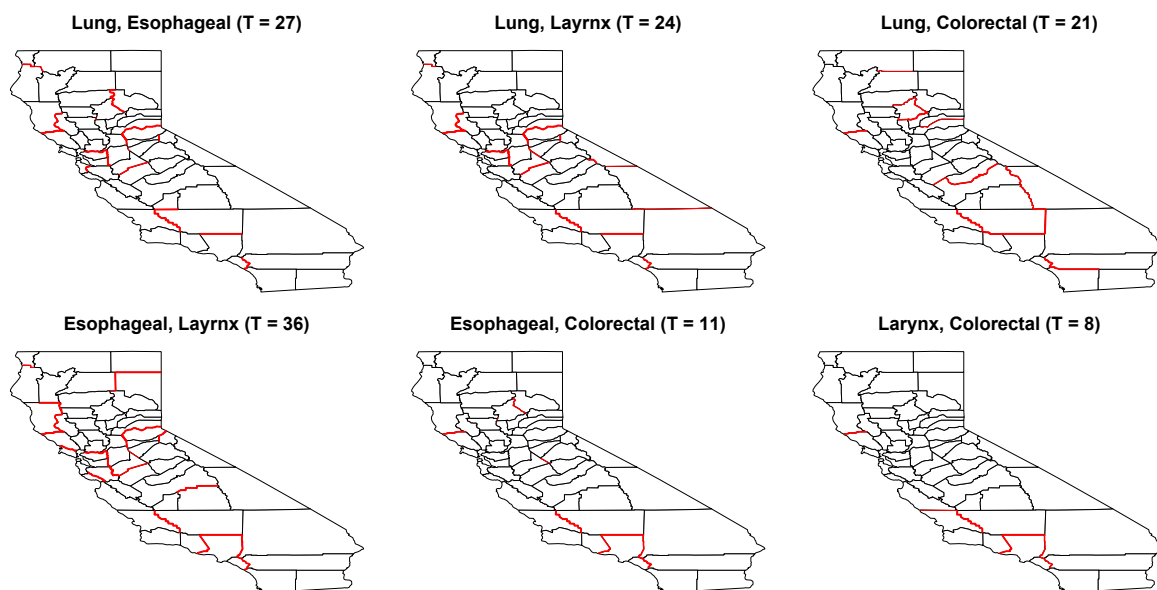 Lung, Esophageal (T = 27)
Lung, Layrnx (T = 24)
Lung, Colorectal (T = 21)
Esophageal, Layrnx (T = 36)
Esophageal, Colorectal (T = 11)
Larynx, Colorectal (T = 8)